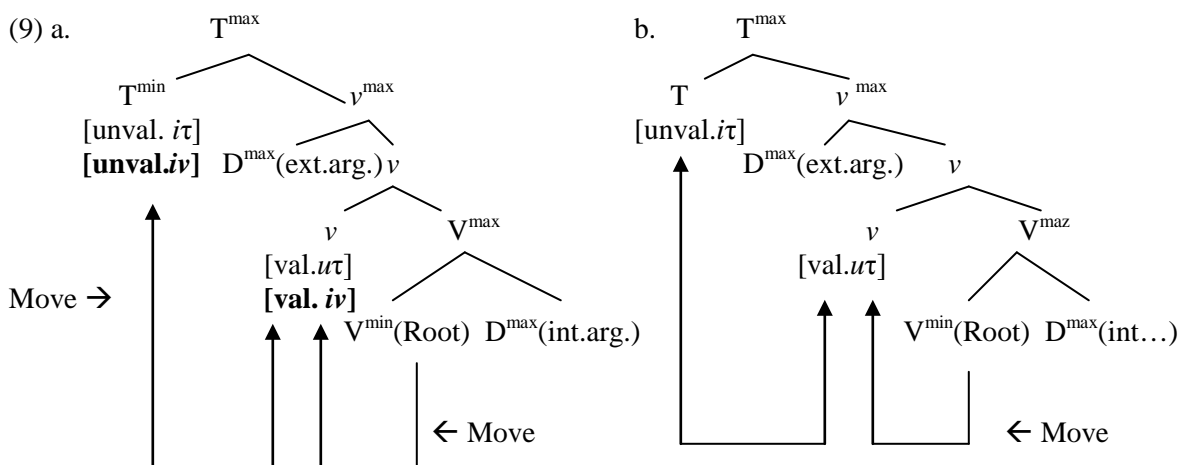 (9) a. T^max b. T^max
T^min v^max T v^max
[unval. iτ] [unval.iτ]
[unval.iv] D^max(ext.arg.) v D^max(ext.arg.) v
v V^max v V^maz
[val.uτ] [val.uτ]
Move → [val. iv]
V^min(Root) D^max(int.arg.) V^min(Root) D^max(int…)
← Move ← Move